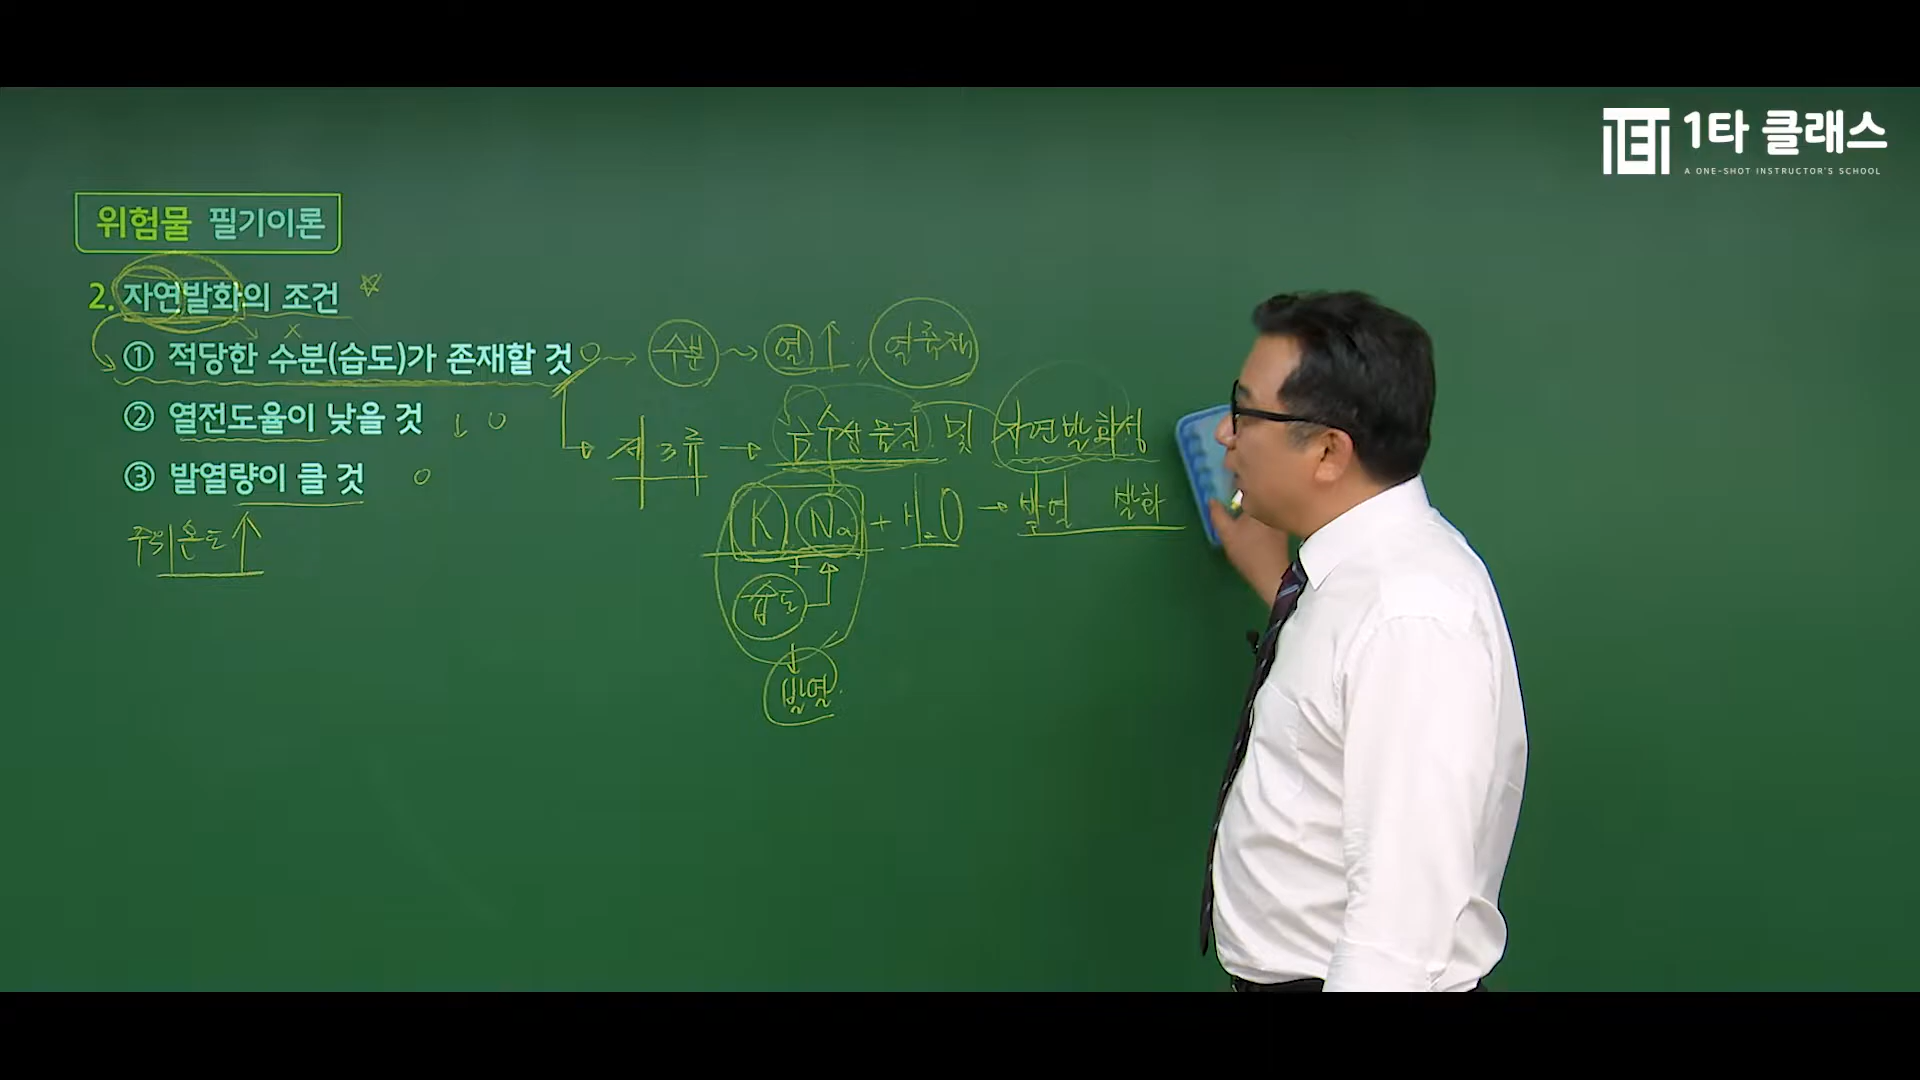 1타 클래스
A ONE-SHOT INSTRUCTOR'S SCHOOL
위험물 필기이론
2. 자연발화의 조건
① 적당한 수분(습도)가 존재할 것
② 열전도율이 낮을 것
③ 발열량이 클 것
주위온도 ↑
수분 → 열 ↑ 열축적
제3류 → 금수성물질 및 자연발화성
K Na + H₂O → 발열 발화
+
습도
발열